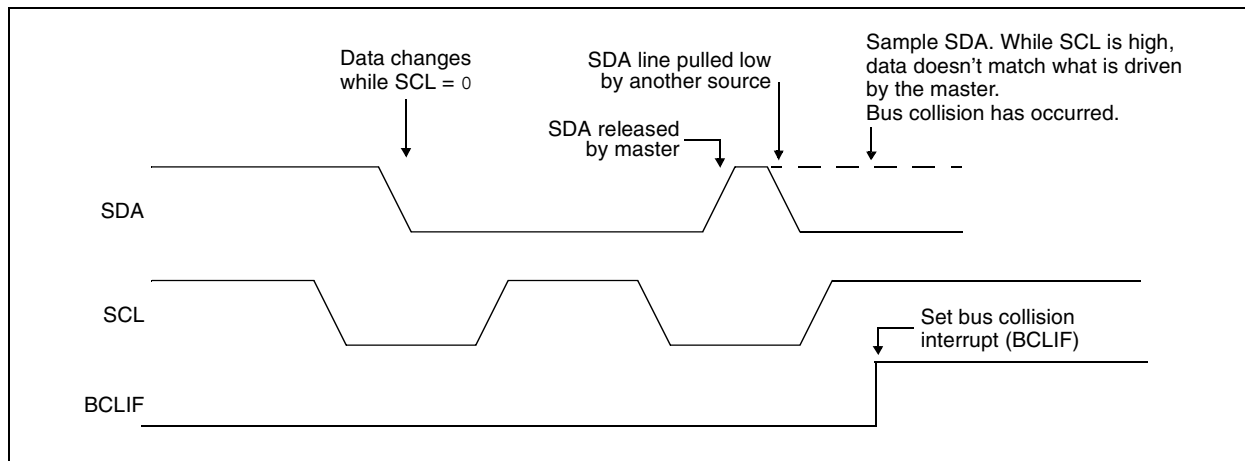 Data changes
while SCL = 0
SDA line pulled low
by another source
Sample SDA. While SCL is high,
data doesn't match what is driven
by the master.
Bus collision has occurred.
SDA released
by master
SDA
SCL
Set bus collision
interrupt (BCLIF)
BCLIF